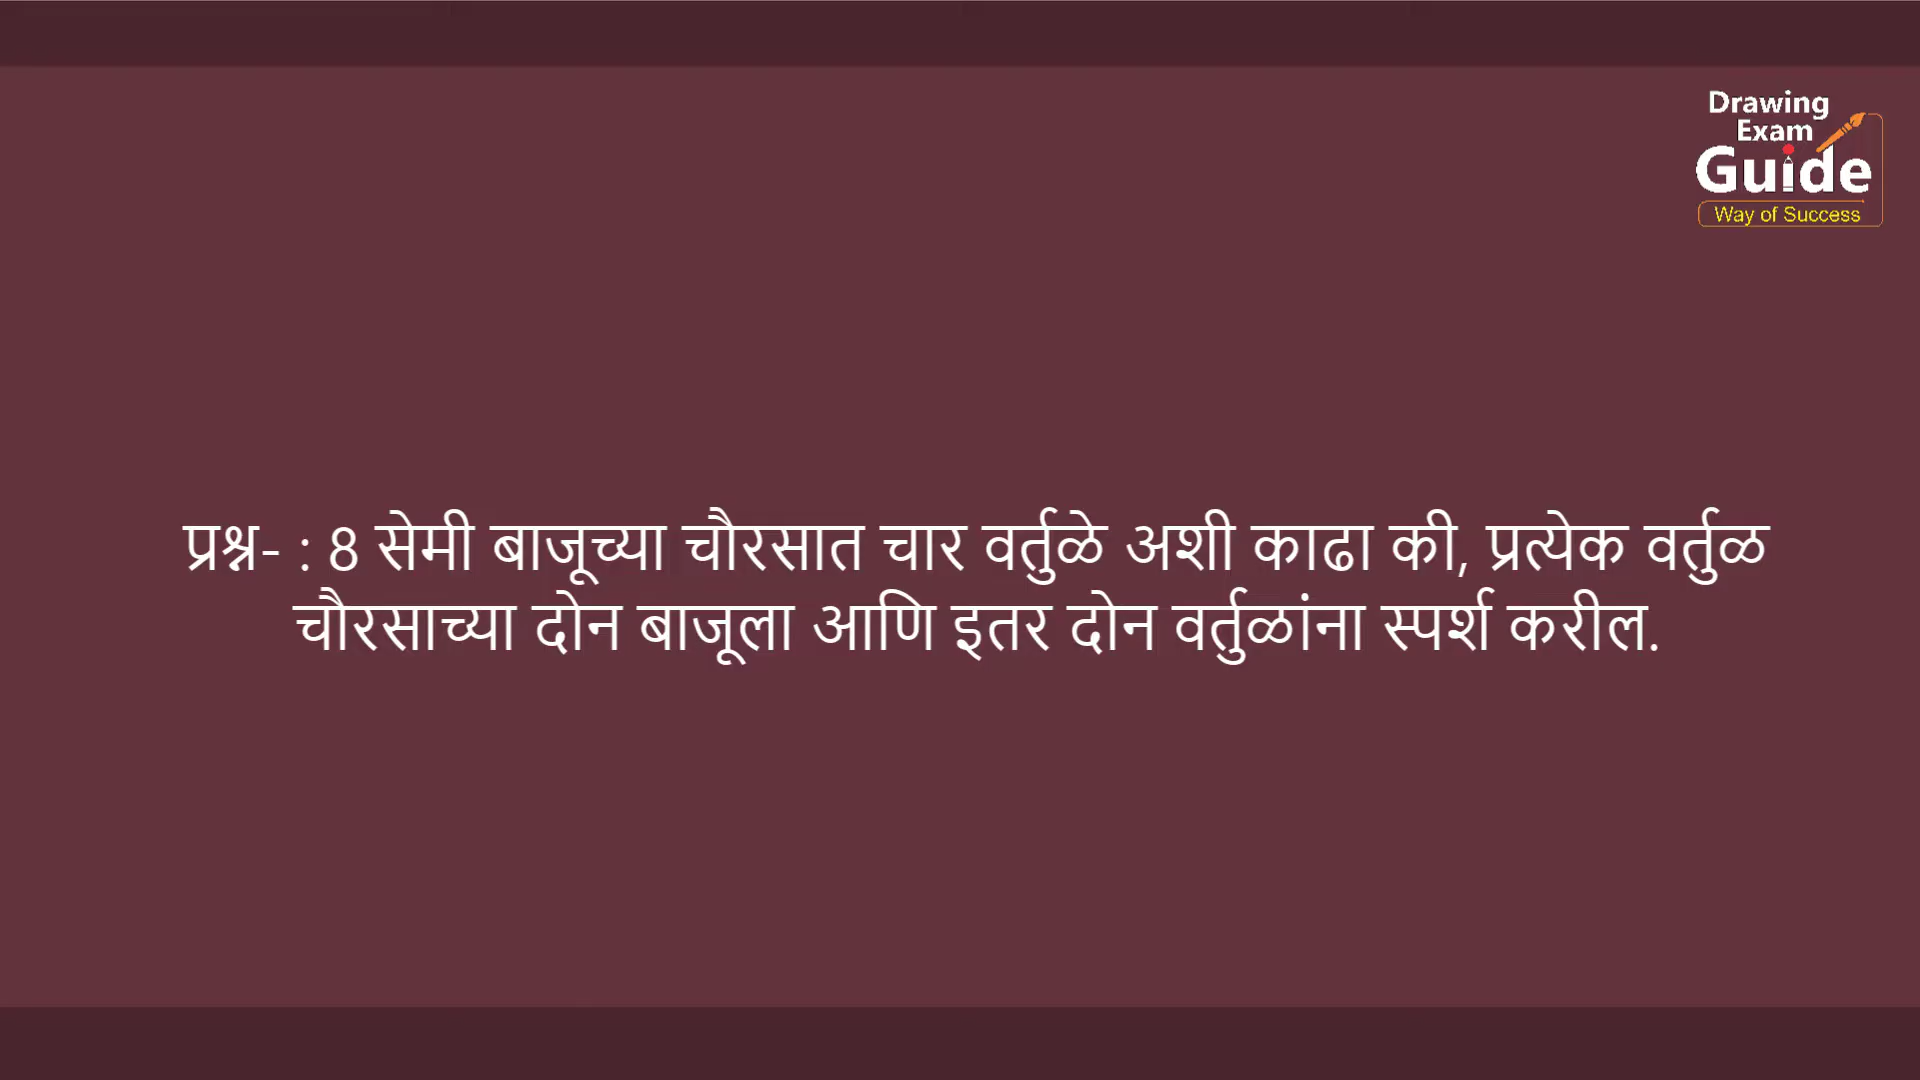 Drawing
Exam
Guide
Way of Success
प्रश्न- : 8 सेमी बाजूच्या चौरसात चार वर्तुळे अशी काढा की, प्रत्येक वर्तुळ
चौरसाच्या दोन बाजूला आणि इतर दोन वर्तुळांना स्पर्श करील.